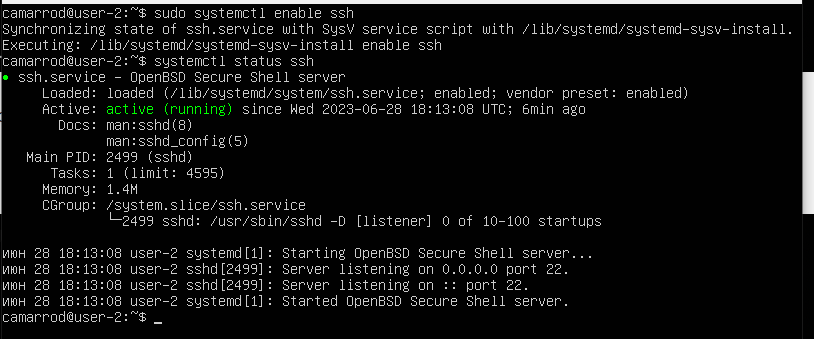 camarrod@user-2:~$ sudo systemctl enable ssh
Synchronizing state of ssh.service with SysV service script with /lib/systemd/systemd-sysv-install.
Executing: /lib/systemd/systemd-sysv-install enable ssh
camarrod@user-2:~$ systemctl status ssh
● ssh.service - OpenBSD Secure Shell server
     Loaded: loaded (/lib/systemd/system/ssh.service; enabled; vendor preset: enabled)
     Active: active (running) since Wed 2023-06-28 18:13:08 UTC; 6min ago
       Docs: man:sshd(8)
             man:sshd_config(5)
   Main PID: 2499 (sshd)
      Tasks: 1 (limit: 4595)
     Memory: 1.4M
     CGroup: /system.slice/ssh.service
             └─2499 sshd: /usr/sbin/sshd -D [listener] 0 of 10-100 startups

июн 28 18:13:08 user-2 systemd[1]: Starting OpenBSD Secure Shell server...
июн 28 18:13:08 user-2 sshd[2499]: Server listening on 0.0.0.0 port 22.
июн 28 18:13:08 user-2 sshd[2499]: Server listening on :: port 22.
июн 28 18:13:08 user-2 systemd[1]: Started OpenBSD Secure Shell server.
camarrod@user-2:~$ _